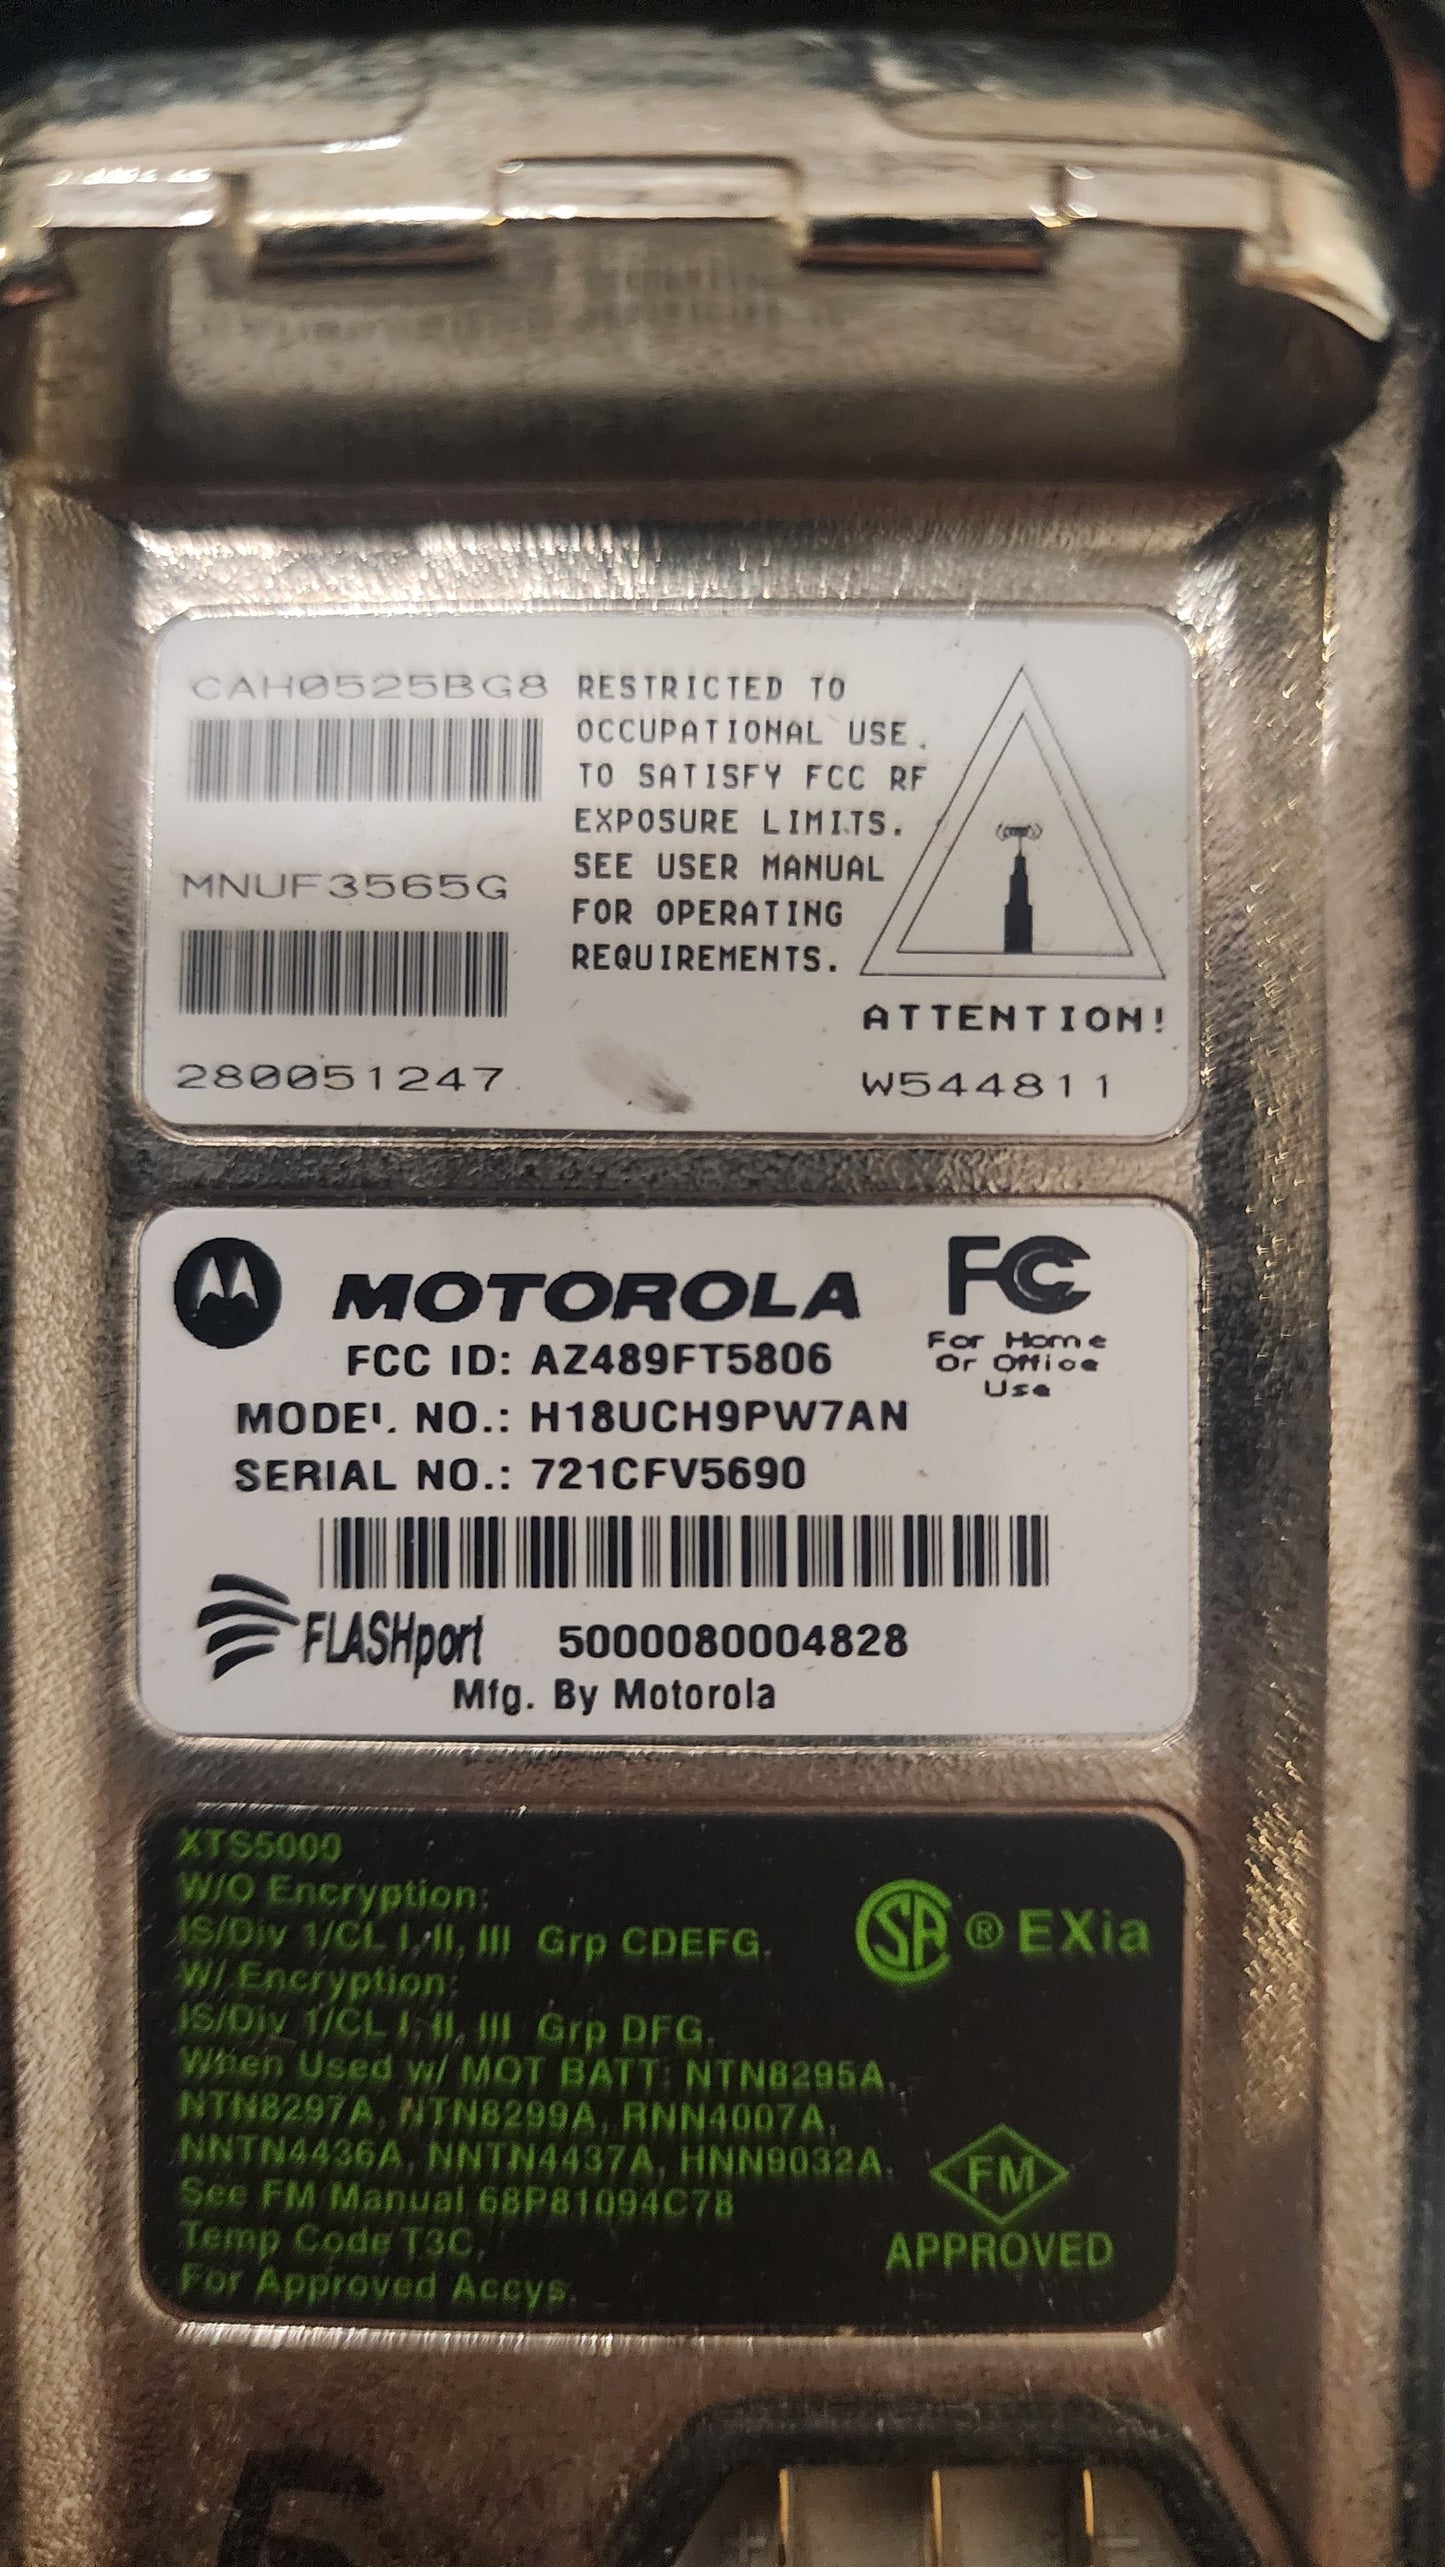 CAH0525BG8
MNUF3565G
280051247
RESTRICTED TO
OCCUPATIONAL USE.
TO SATISFY FCC RF
EXPOSURE LIMITS.
SEE USER MANUAL
FOR OPERATING
REQUIREMENTS.
ATTENTION!
W544811
MOTOROLA
FC
For Home
Or Office
Use
FCC ID: AZ489FT5806
MODEL NO.: H18UCH9PW7AN
SERIAL NO.: 721CFV5690
FLASHport 5000080004828
Mfg. By Motorola
XTS5000
W/O Encryption:
IS/Div 1/CL I, II, III Grp CDEFG.
W/ Encryption:
IS/Div 1/CL I, II, III Grp DFG.
When Used w/ MOT BATT: NTN8295A,
NTN8297A, NTN8299A, RNN4007A,
NNTN4436A, NNTN4437A, HNN9032A.
See FM Manual 68P81094C78
Temp Code T3C.
For Approved Accys.
SA ® EXia
FM
APPROVED